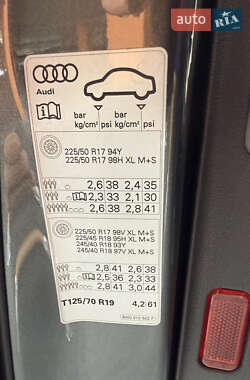 auto RIA
Audi
bar bar
kg/cm² psi kg/cm² psi
225/50 R17 94Y
225/50 R17 98H XL M+S
2,6 38 2,4 35
2,3 33 2,1 30
2,6 38 2,8 41
225/50 R17 98V XL M+S
225/45 R18 95H XL M+S
245/40 R18 93Y
245/40 R18 97V XL M+S
2,8 41 2,6 38
2,5 36 2,3 33
2,8 41 3,0 44
T125/70 R19 4,2 61